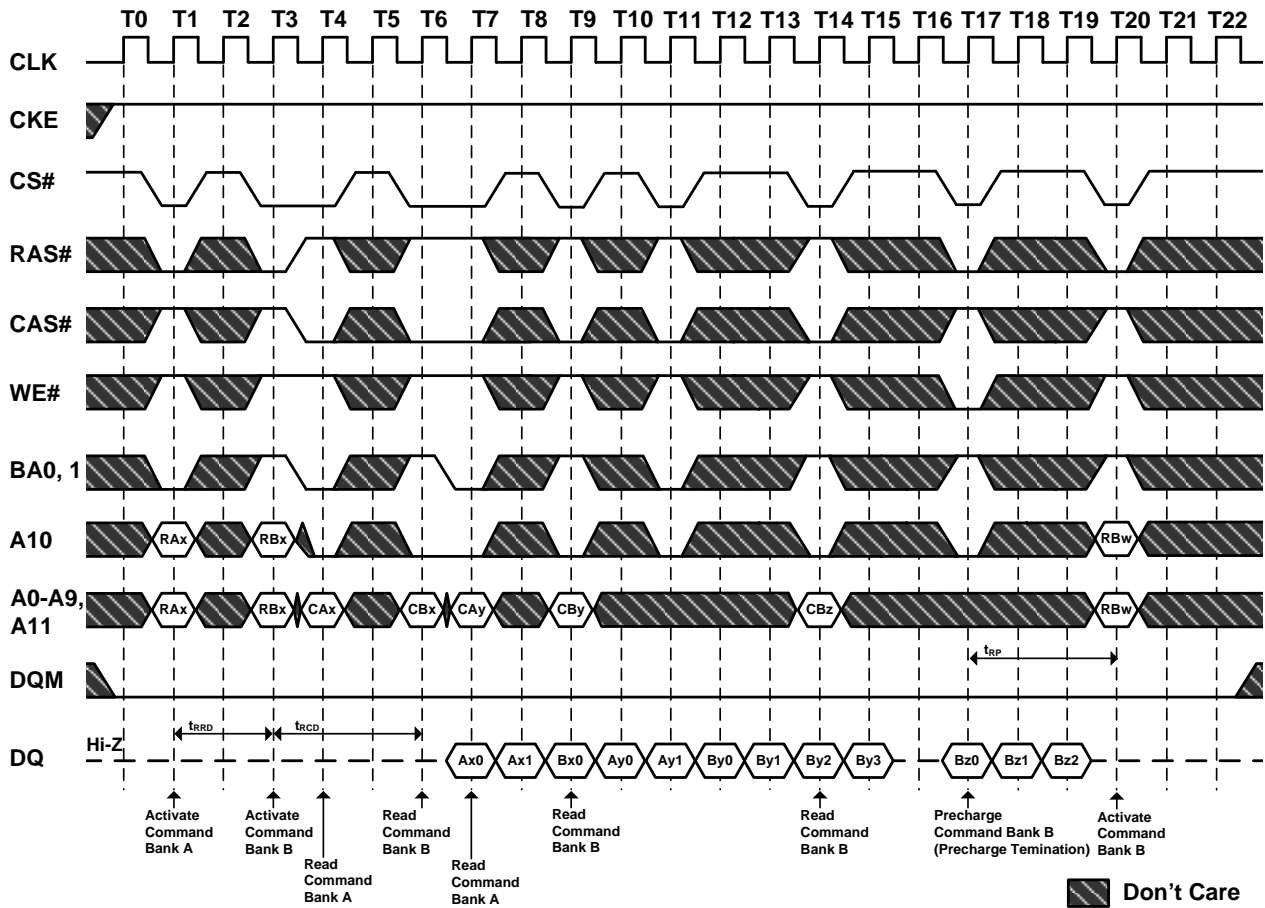 T0 T1 T2 T3 T4 T5 T6 T7 T8 T9 T10 T11 T12 T13 T14 T15 T16 T17 T18 T19 T20 T21 T22
CLK
CKE
CS#
RAS#
CAS#
WE#
BA0, 1
A10
RAx RBx RBw
A0-A9,
A11
RAx RBx CAx CBx CAy CBy CBz RBw
tRP
DQM
tRRD tRCD
Hi-Z
DQ
Ax0 Ax1 Bx0 Ay0 Ay1 By0 By1 By2 By3 Bz0 Bz1 Bz2
Activate
Command
Bank A
Activate
Command
Bank B
Read
Command
Bank A
Read
Command
Bank B
Read
Command
Bank A
Read
Command
Bank B
Read
Command
Bank B
Precharge
Command Bank B
(Precharge Temination)
Activate
Command
Bank B
Don't Care